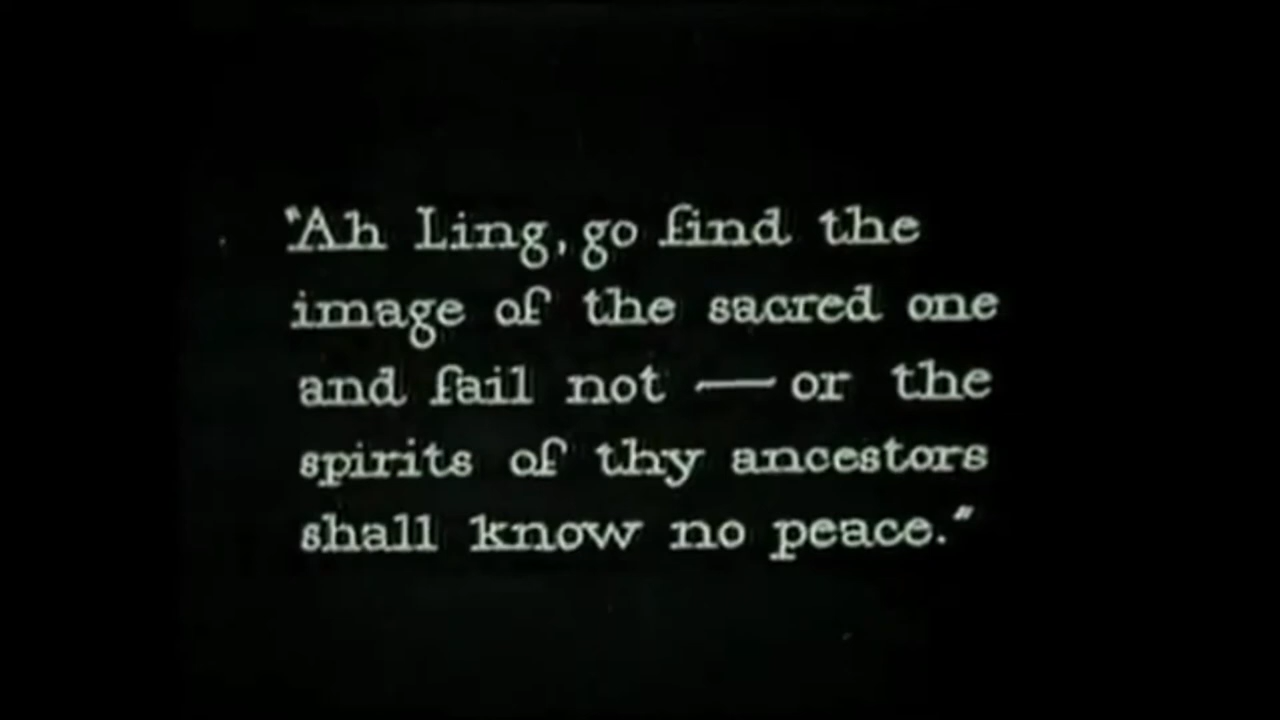 "Ah Ling, go find the
image of the sacred one
and fail not — or the
spirits of thy ancestors
shall know no peace."